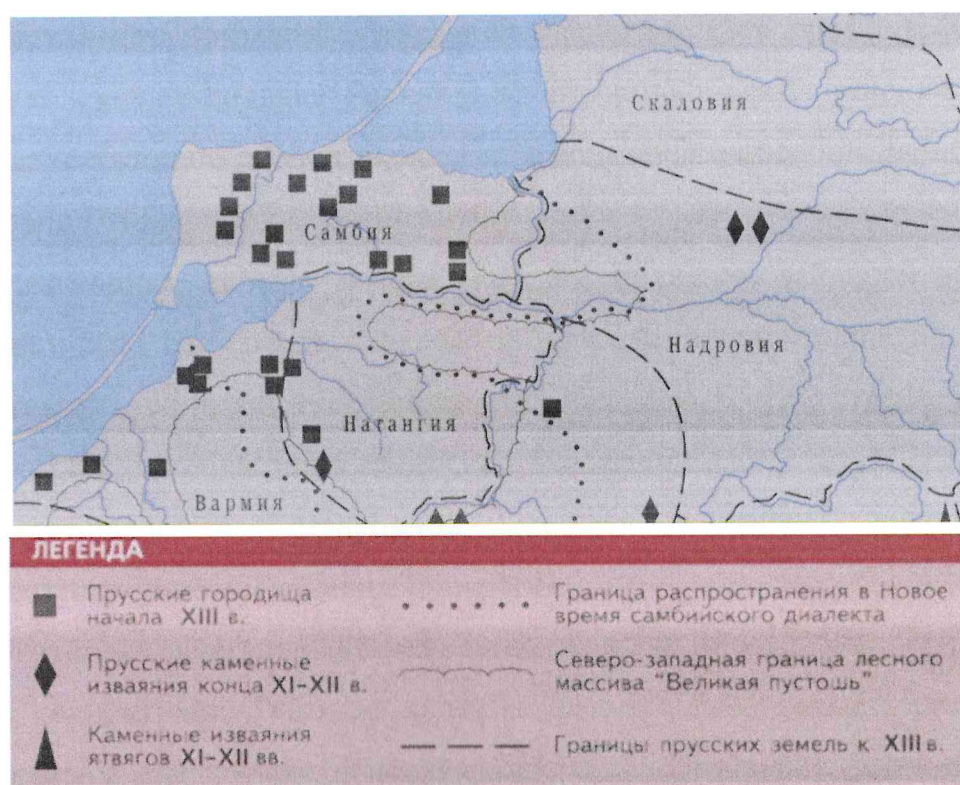 Скаловия
Самбия
Надровия
Натангия
Вармия
ЛЕГЕНДА
Прусские городища
начала XIII в.
Прусские каменные
изваяния конца XI–XII в.
Каменные изваяния
ятвягов XI–XII вв.
Граница распространения в Новое
время самбийского диалекта
Северо-западная граница лесного
массива "Великая пустошь"
Границы прусских земель к XIII в.